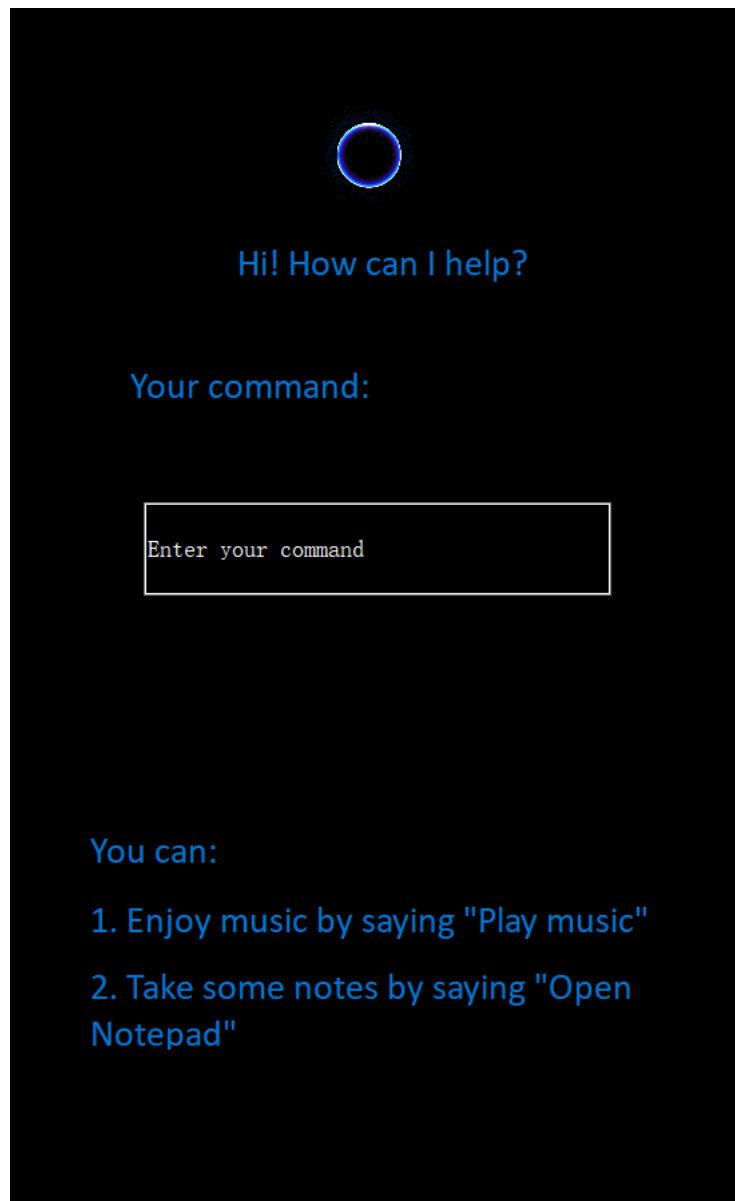 Hi! How can I help?
Your command:
Enter your command
You can:
1. Enjoy music by saying "Play music"
2. Take some notes by saying "Open
Notepad"